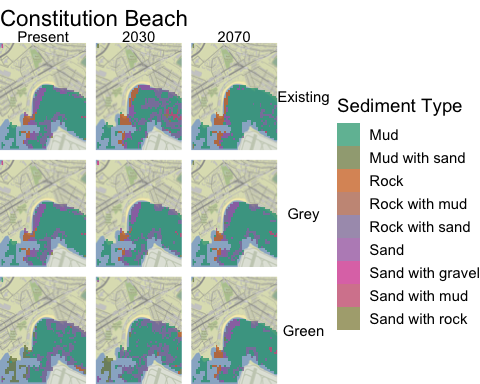 Constitution Beach
Present 2030 2070
Existing
Grey
Green
Sediment Type
Mud
Mud with sand
Rock
Rock with mud
Rock with sand
Sand
Sand with gravel
Sand with mud
Sand with rock